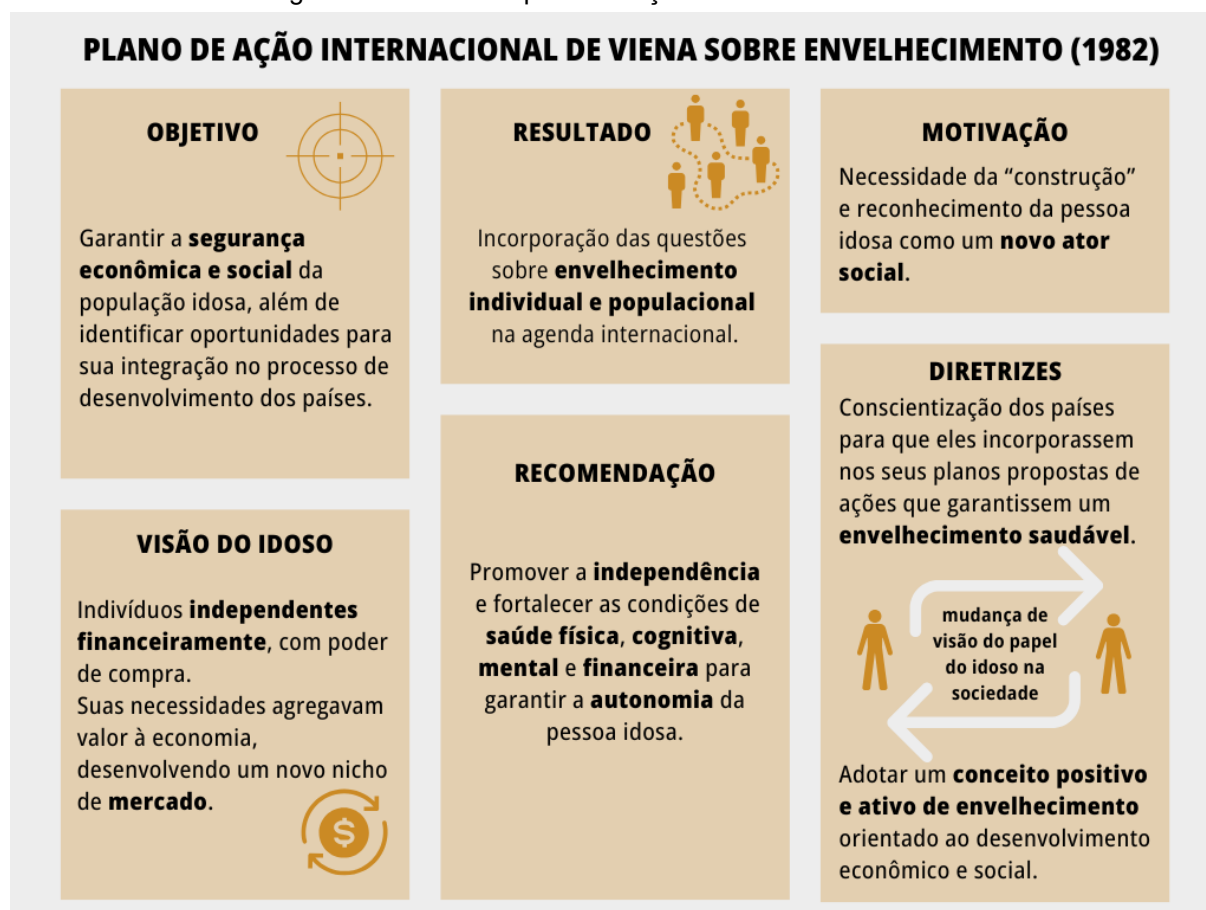 PLANO DE AÇÃO INTERNACIONAL DE VIENA SOBRE ENVELHECIMENTO (1982)
OBJETIVO
Garantir a segurança
econômica e social da
população idosa, além de
identificar oportunidades para
sua integração no processo de
desenvolvimento dos países.
VISÃO DO IDOSO
Indivíduos independentes
financeiramente, com poder
de compra.
Suas necessidades agregavam
valor à economia,
desenvolvendo um novo nicho
de mercado.
$
RESULTADO
Incorporação das questões
sobre envelhecimento
individual e populacional
na agenda internacional.
RECOMENDAÇÃO
Promover a independência
e fortalecer as condições de
saúde física, cognitiva,
mental e financeira para
garantir a autonomia da
pessoa idosa.
MOTIVAÇÃO
Necessidade da “construção”
e reconhecimento da pessoa
idosa como um novo ator
social.
DIRETRIZES
Conscientização dos países
para que eles incorporassem
nos seus planos propostas de
ações que garantissem um
envelhecimento saudável.
mudança de
visão do papel
do idoso na
sociedade
Adotar um conceito positivo
e ativo de envelhecimento
orientado ao desenvolvimento
econômico e social.